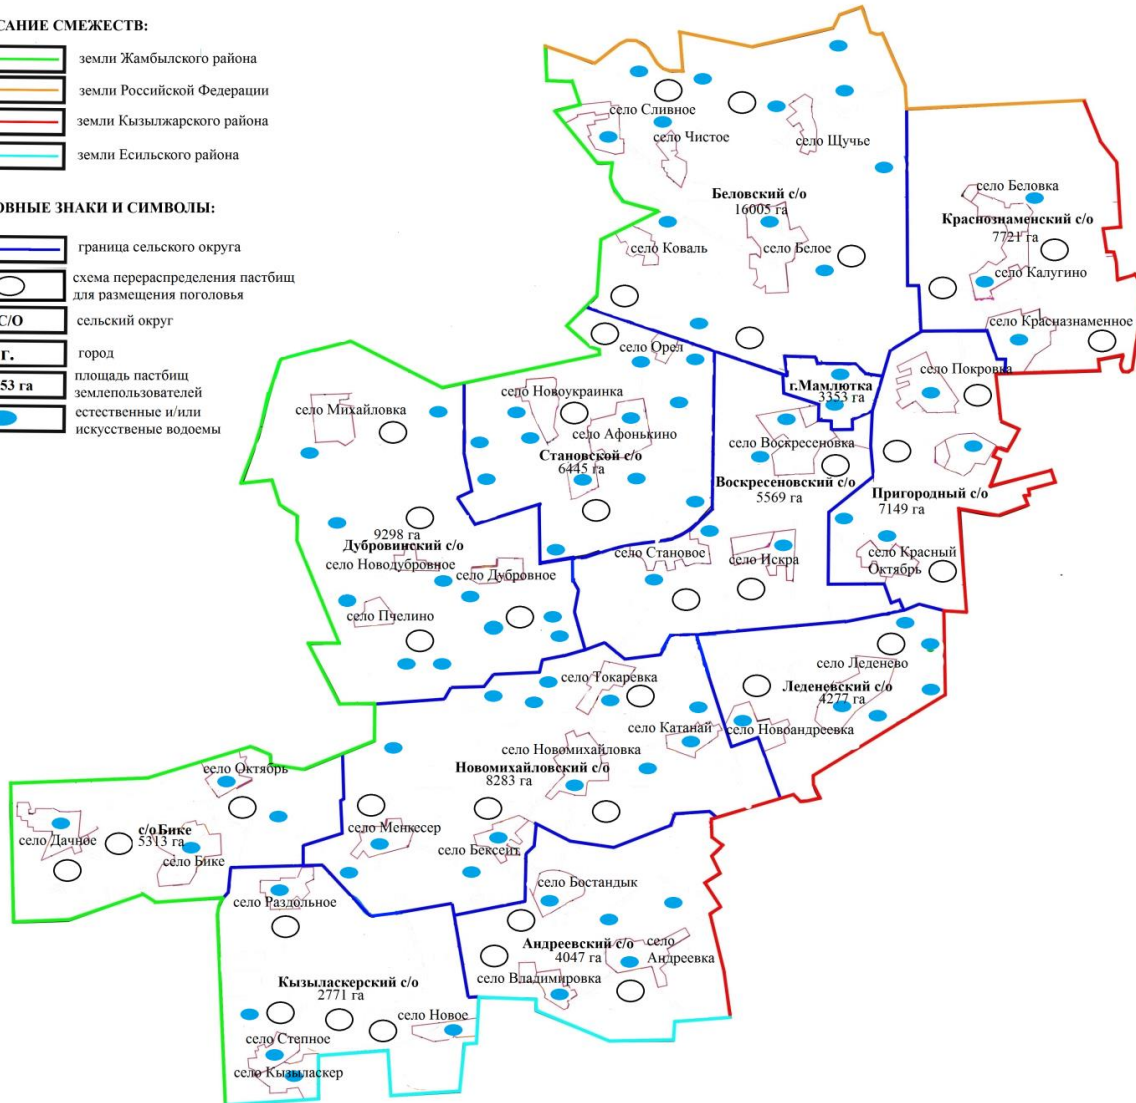 САНИЕ СМЕЖЕСТВ:
земли Жамбылского района
земли Российской Федерации
земли Кызылжарского района
земли Есильского района
ОВНЫЕ ЗНАКИ И СИМВОЛЫ:
граница сельского округа
схема перераспределения пастбищ
для размещения поголовья
С/О
сельский округ
г.
город
53 га
площадь пастбищ
землепользователей
естественные и/или
искусственые водоемы
село Сливное
село Чистое
село Щучье
Беловский с/о
16005 га
село Коваль
село Белое
село Беловка
Краснознаменский с/о
7721 га
село Калугино
село Красназнаменное
село Орел
село Покровка
г.Мамлютка
3353 га
село Новоукраинка
село Михайловка
село Афонькино
село Воскресеновка
Становской с/о
6445 га
Воскресеновский с/о
5569 га
Пригородный с/о
7149 га
9298 га
Дубровинский с/о
село Новодубровное
село Дубровное
село Становое
село Искра
село Красный
Октябрь
село Пчелино
село Токаревка
село Леденево
Леденевский с/о
4277 га
село Катанай
село Новоандреевка
село Новомихайловка
Новомихайловский с/о
8283 га
село Октябрь
село Менкесер
село Бексеит
с/о Бике
5313 га
село Дачное
село Бике
село Бостандык
село Раздольное
Андреевский с/о
4047 га
село
Андреевка
село Владимировка
Кызыласкерский с/о
2771 га
село Новое
село Степное
село Кызыласкер